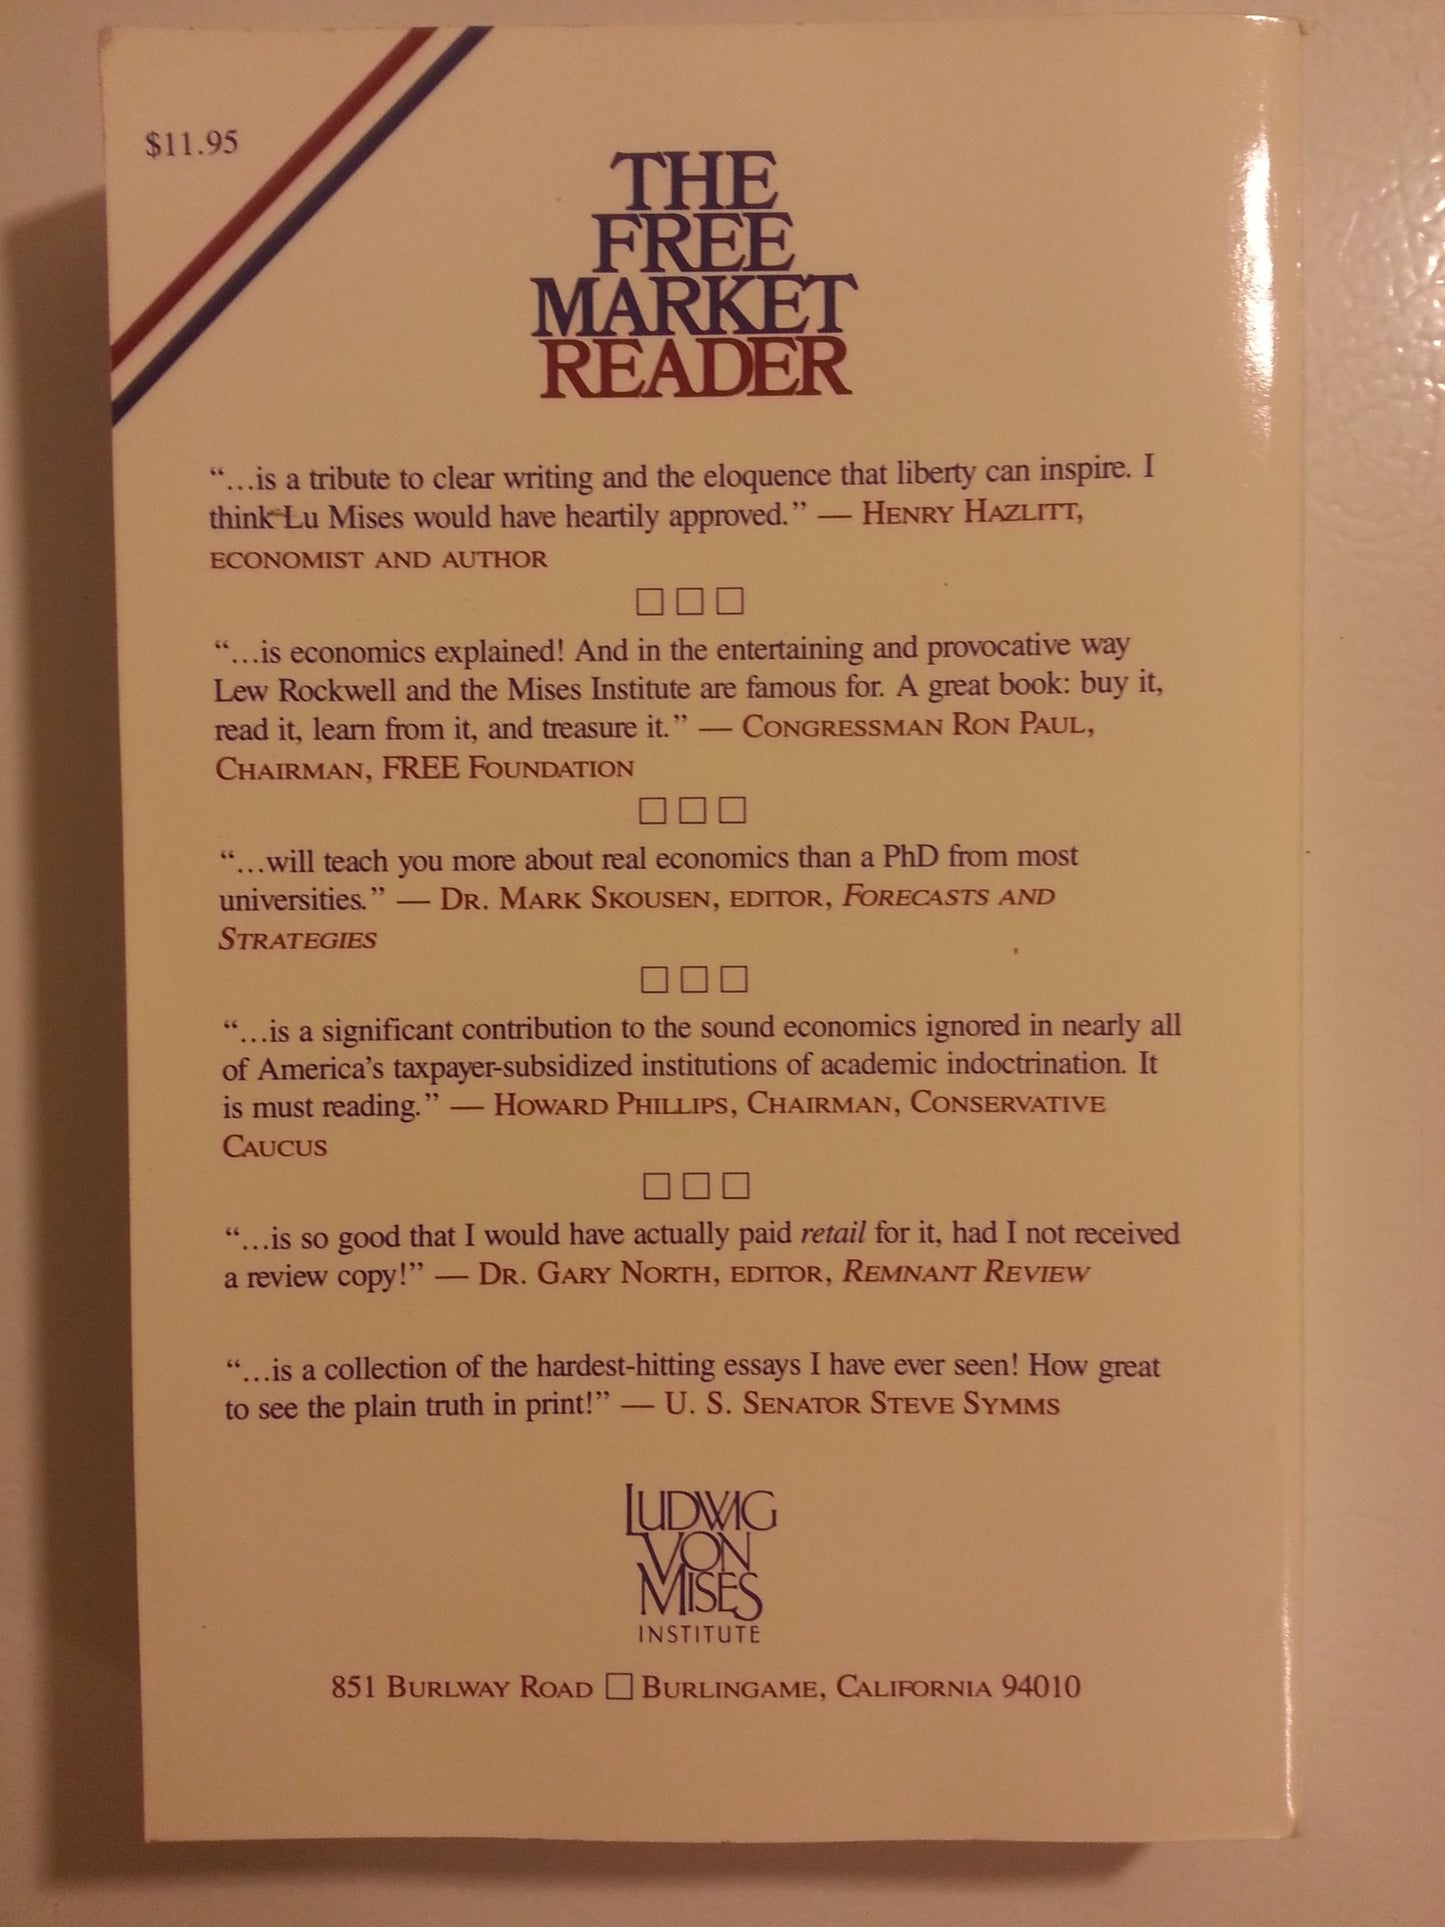 $11.95
THE
FREE
MARKET
READER
“...is a tribute to clear writing and the eloquence that liberty can inspire. I
think Lu Mises would have heartily approved.” — HENRY HAZLITT,
ECONOMIST AND AUTHOR
□ □ □
“...is economics explained! And in the entertaining and provocative way
Lew Rockwell and the Mises Institute are famous for. A great book: buy it,
read it, learn from it, and treasure it.” — CONGRESSMAN RON PAUL,
CHAIRMAN, FREE FOUNDATION
□ □ □
“...will teach you more about real economics than a PhD from most
universities.” — DR. MARK SKOUSEN, EDITOR, FORECASTS AND
STRATEGIES
□ □ □
“...is a significant contribution to the sound economics ignored in nearly all
of America’s taxpayer-subsidized institutions of academic indoctrination. It
is must reading.” — HOWARD PHILLIPS, CHAIRMAN, CONSERVATIVE
CAUCUS
□ □ □
“...is so good that I would have actually paid retail for it, had I not received
a review copy!” — DR. GARY NORTH, EDITOR, REMNANT REVIEW
“...is a collection of the hardest-hitting essays I have ever seen! How great
to see the plain truth in print!” — U. S. SENATOR STEVE SYMMS
LUDWIG
VON
MISES
INSTITUTE
851 BURLWAY ROAD □ BURLINGAME, CALIFORNIA 94010